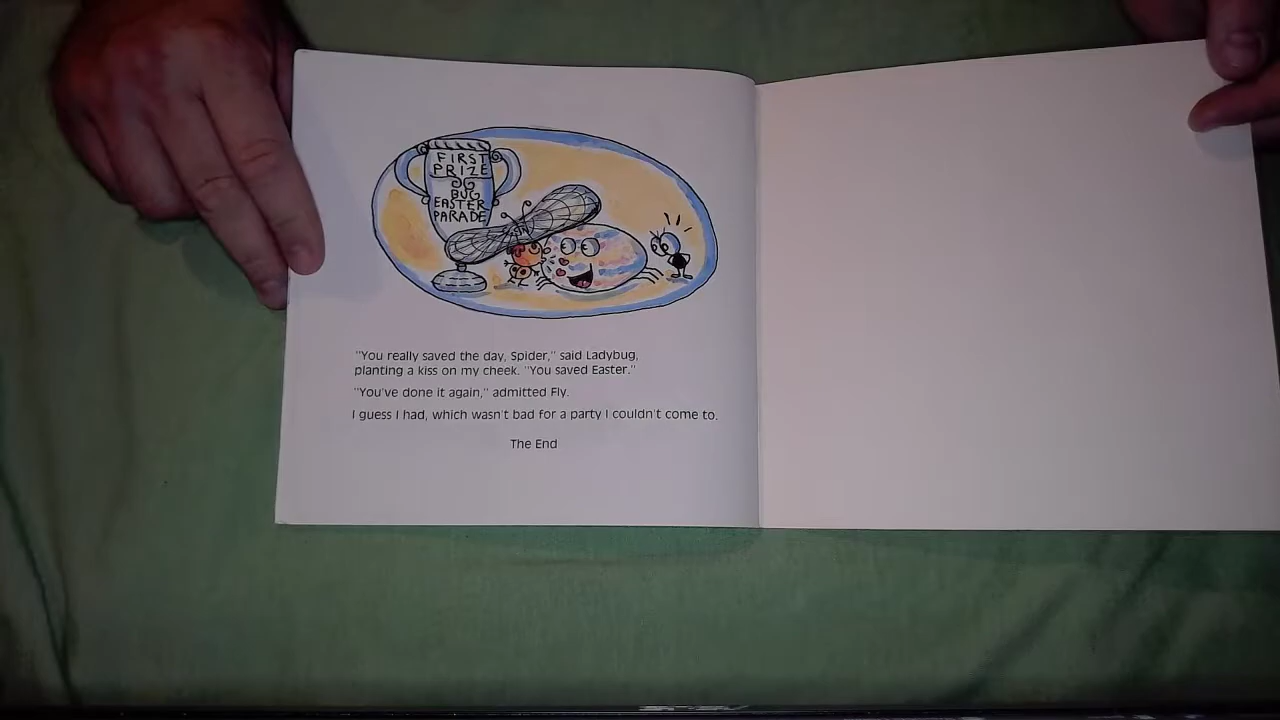 FIRST
PRIZE
BUG
EASTER
PARADE
"You really saved the day, Spider," said Ladybug,
planting a kiss on my cheek. "You saved Easter."
"You've done it again," admitted Fly.
I guess I had, which wasn't bad for a party I couldn't come to.
The End